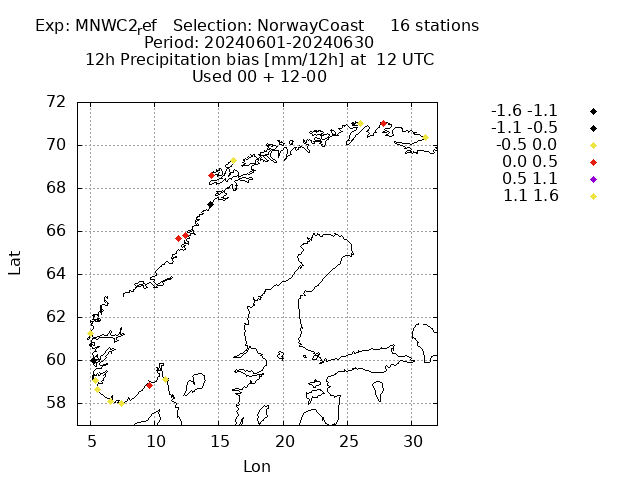 Exp: MNWC2ref Selection: NorwayCoast 16 stations
Period: 20240601-20240630
12h Precipitation bias [mm/12h] at 12 UTC
Used 00 + 12-00
-1.6 -1.1
-1.1 -0.5
-0.5 0.0
0.0 0.5
0.5 1.1
1.1 1.6
72
70
68
66
64
62
60
58
Lat
5 10 15 20 25 30
Lon